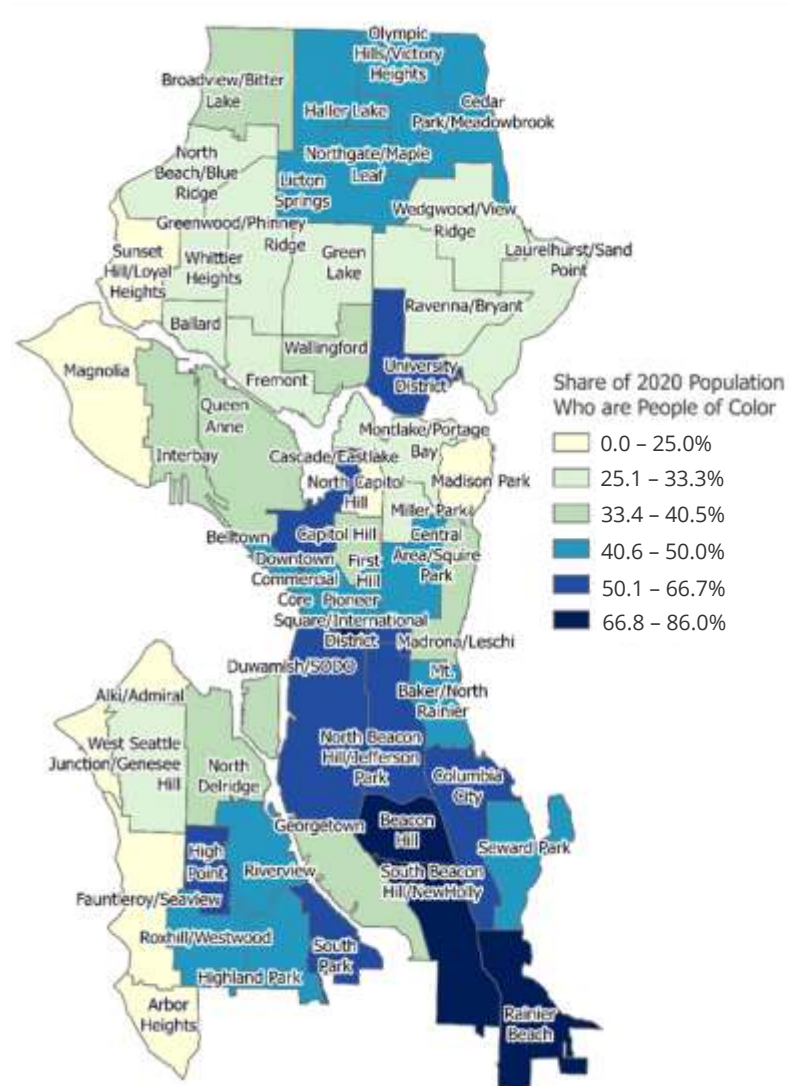 Olympic
Hills/Victory
Heights
Broadview/Bitter
Lake
Haller Lake
Cedar
Park/Meadowbrook
North
Beach/Blue
Ridge
Northgate/Maple
Leaf
Licton
Springs
Wedgwood/View
Ridge
Greenwood/Phinney
Ridge
Sunset
Hill/Loyal
Heights
Whittier
Heights
Green
Lake
Laurelhurst/Sand
Point
Ravenna/Bryant
Ballard
Wallingford
Magnolia
Fremont
University
District
Queen
Anne
Interbay
Montlake/Portage
Bay
Cascade/Eastlake
North Capitol
Hill
Madison Park
Miller Park
Belltown
Capitol Hill
Central
Area/Squire
Park
Downtown
Commercial
Core
First
Hill
Pioneer
Square/International
District
Madrona/Leschi
Duwamish/SODO
Mt.
Baker/North
Rainier
Alki/Admiral
West Seattle
Junction/Genesee
Hill
North
Delridge
North Beacon
Hill/Jefferson
Park
Columbia
City
Georgetown
Beacon
Hill
Seward Park
High
Point
Riverview
South Beacon
Hill/NewHolly
Fauntleroy/Seaview
Roxhill/Westwood
South
Park
Highland Park
Arbor
Heights
Rainier
Beach
Share of 2020 Population
Who are People of Color
0.0 – 25.0%
25.1 – 33.3%
33.4 – 40.5%
40.6 – 50.0%
50.1 – 66.7%
66.8 – 86.0%